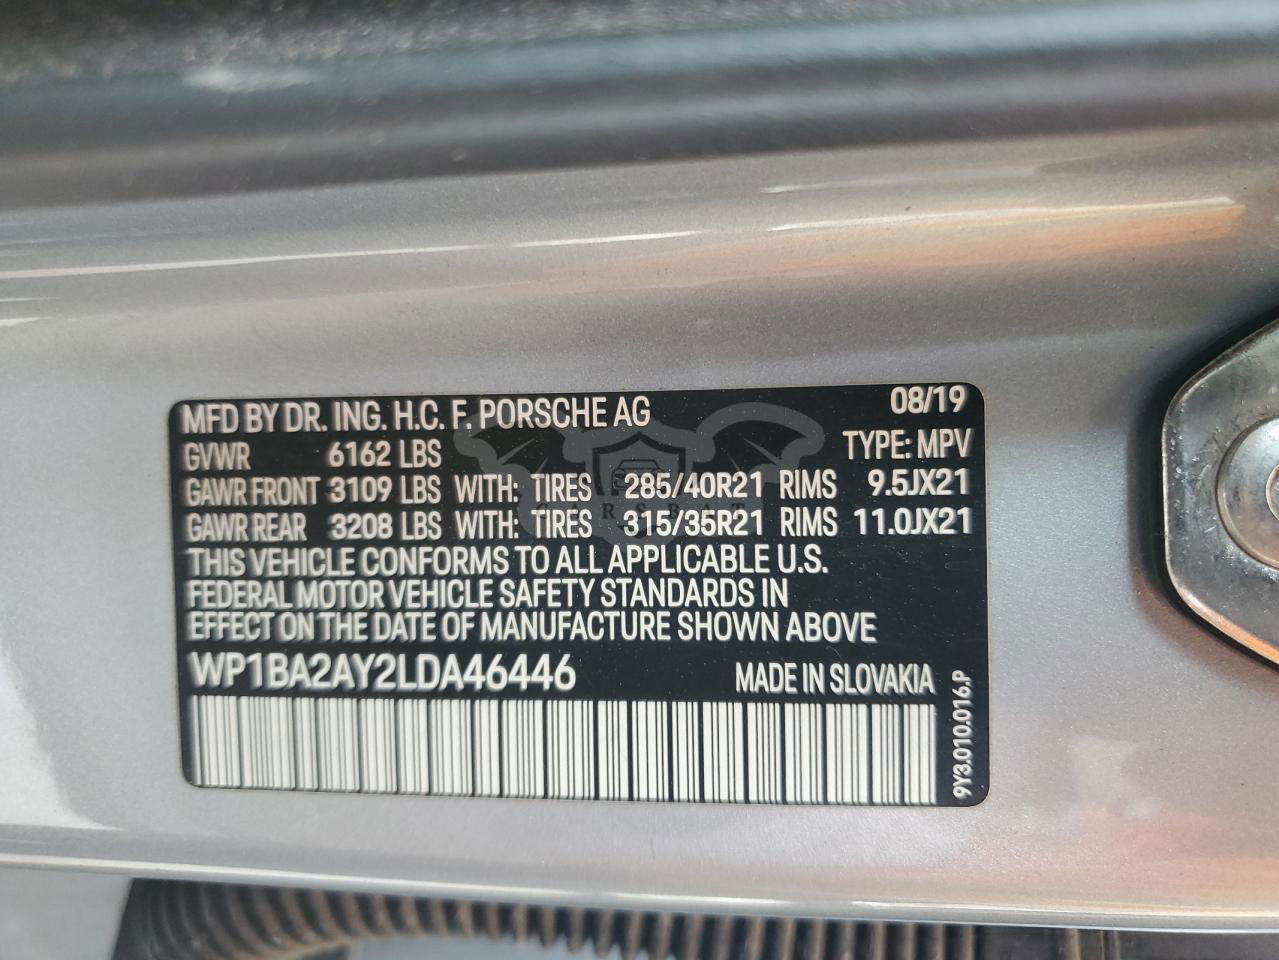 MFD BY DR. ING. H.C. F. PORSCHE AG 08/19
GVWR 6162 LBS TYPE: MPV
GAWR FRONT 3109 LBS WITH: TIRES 285/40R21 RIMS 9.5JX21
GAWR REAR 3208 LBS WITH: TIRES 315/35R21 RIMS 11.0JX21
THIS VEHICLE CONFORMS TO ALL APPLICABLE U.S.
FEDERAL MOTOR VEHICLE SAFETY STANDARDS IN
EFFECT ON THE DATE OF MANUFACTURE SHOWN ABOVE
WP1BA2AY2LDA46446 MADE IN SLOVAKIA
9Y3.010.016.P